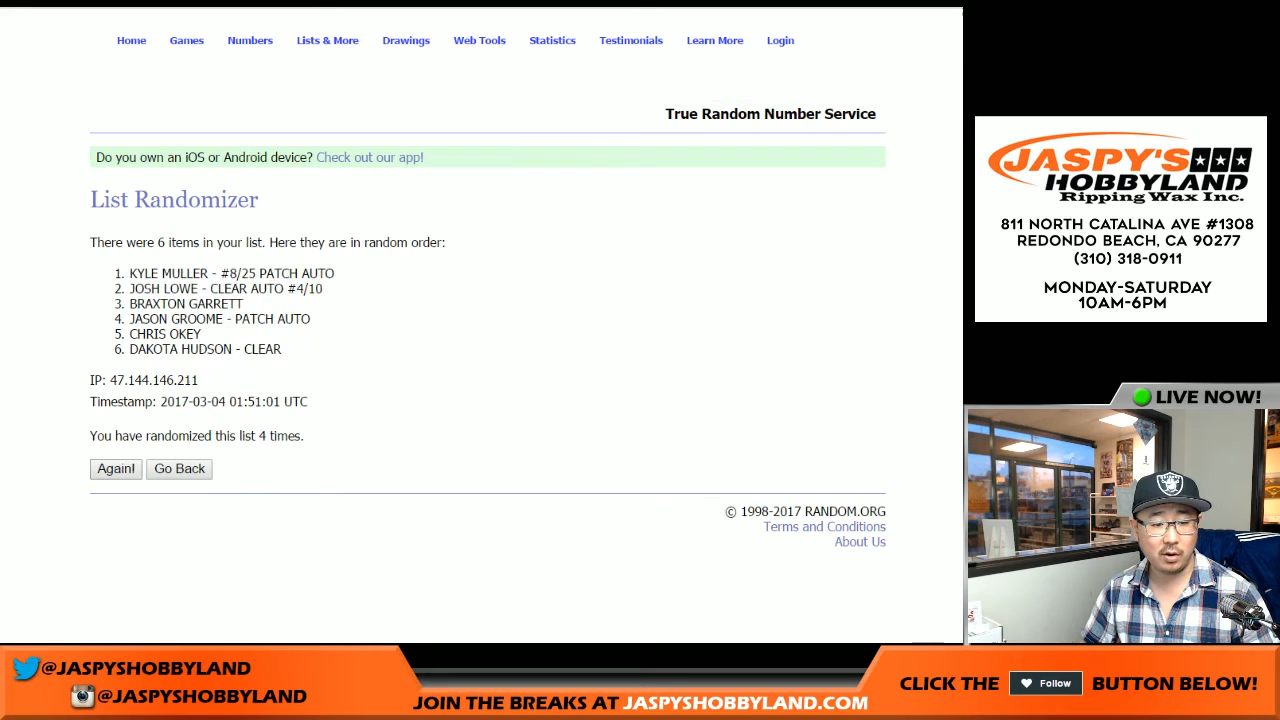 Home Games Numbers Lists & More Drawings Web Tools Statistics Testimonials Learn More Login
True Random Number Service
Do you own an iOS or Android device? Check out our app!
List Randomizer
There were 6 items in your list. Here they are in random order:
1. KYLE MULLER - #8/25 PATCH AUTO
2. JOSH LOWE - CLEAR AUTO #4/10
3. BRAXTON GARRETT
4. JASON GROOME - PATCH AUTO
5. CHRIS OKEY
6. DAKOTA HUDSON - CLEAR
IP: 47.144.146.211
Timestamp: 2017-03-04 01:51:01 UTC
You have randomized this list 4 times.
Again! Go Back
© 1998-2017 RANDOM.ORG
Terms and Conditions
About Us
JASPY'S
HOBBYLAND
Ripping Wax Inc.
811 NORTH CATALINA AVE #1308
REDONDO BEACH, CA 90277
(310) 318-0911
MONDAY-SATURDAY
10AM-6PM
LIVE NOW!
@JASPYSHOBBYLAND
@JASPYSHOBBYLAND
JOIN THE BREAKS AT JASPYSHOBBYLAND.COM
CLICK THE Follow BUTTON BELOW!